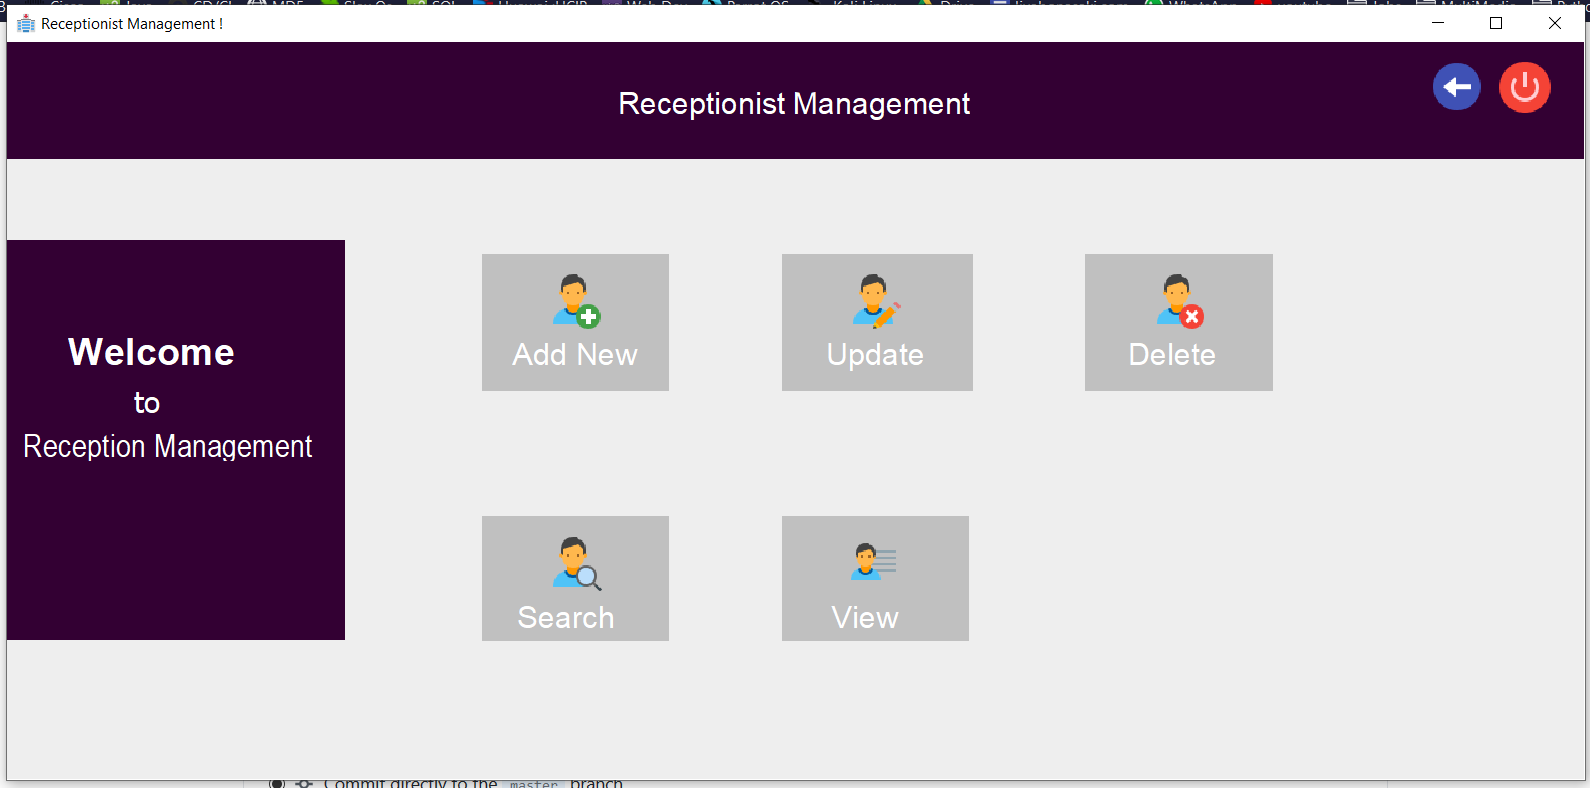 Receptionist Management !
Receptionist Management
Welcome
to
Reception Management
Add New
Update
Delete
Search
View
Commit directly to the master branch